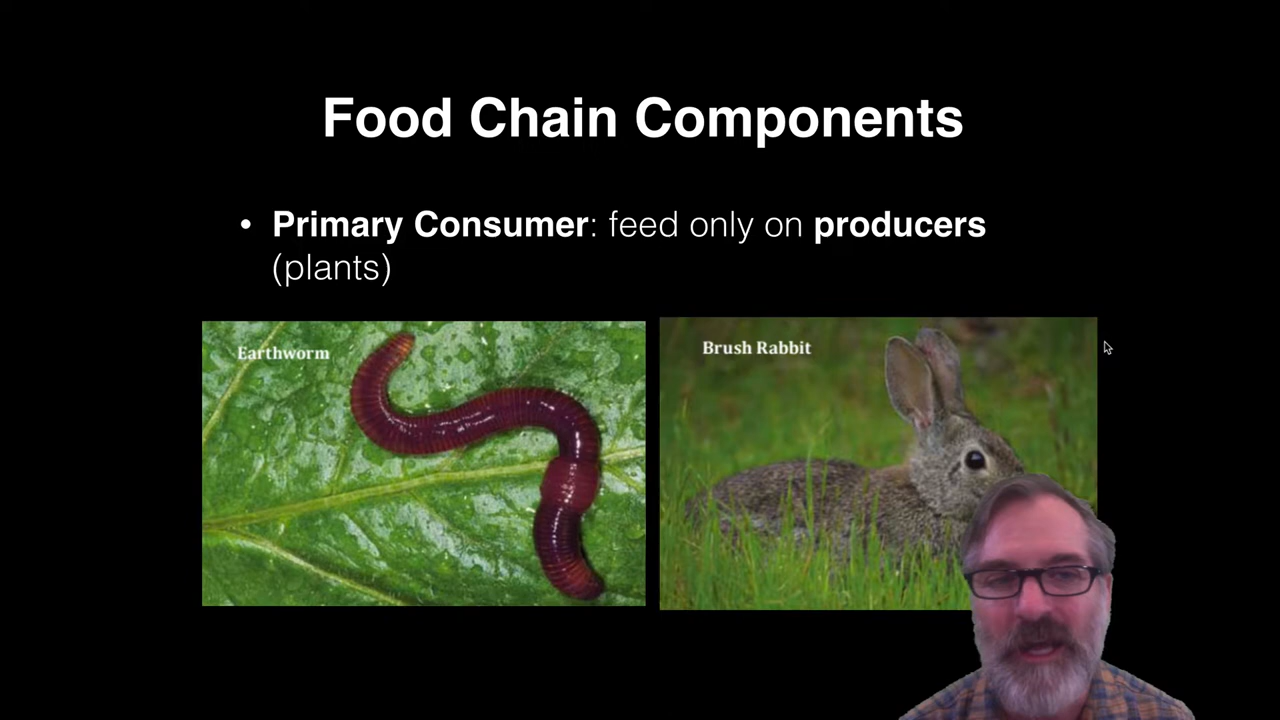 Food Chain Components
• Primary Consumer: feed only on producers
(plants)
Earthworm
Brush Rabbit